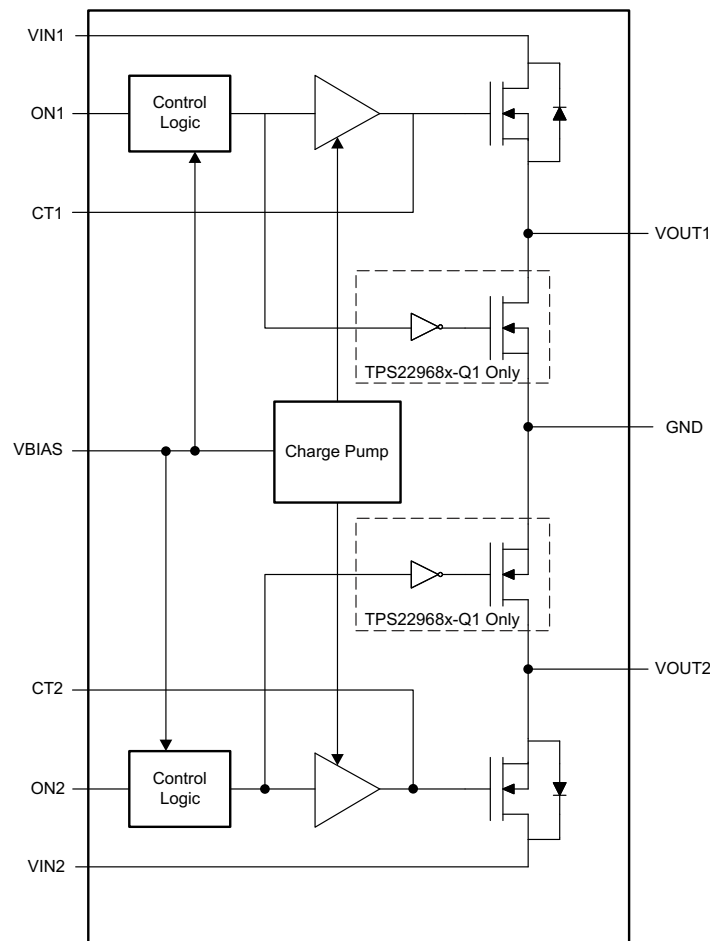 VIN1
ON1
Control
Logic
CT1
VOUT1
TPS22968x-Q1 Only
GND
VBIAS
Charge Pump
TPS22968x-Q1 Only
VOUT2
CT2
ON2
Control
Logic
VIN2